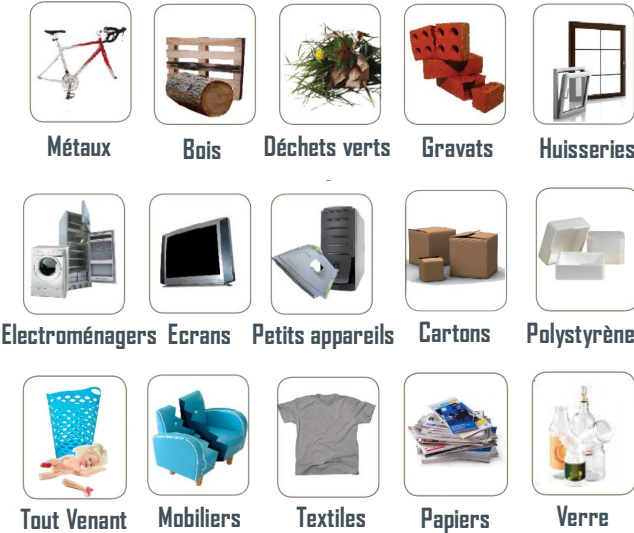 Métaux Bois Déchets verts Gravats Huisseries
Electroménagers Ecrans Petits appareils Cartons Polystyrène
Tout Venant Mobiliers Textiles Papiers Verre